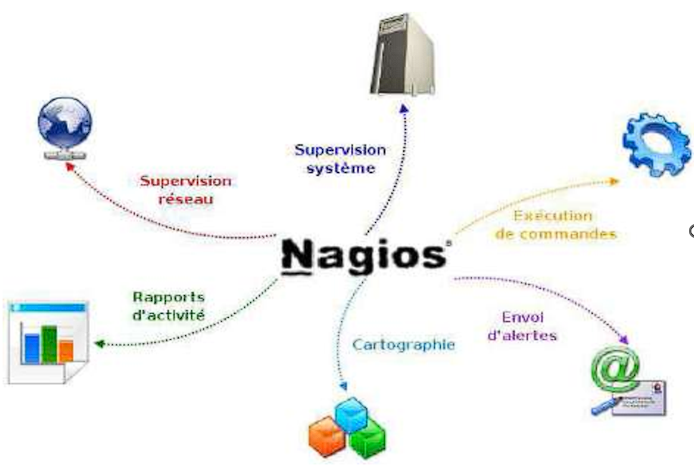 Supervision
système
Supervision
réseau
Exécution
de commandes
Nagios®
Rapports
d'activité
Envoi
d'alertes
Cartographie
@